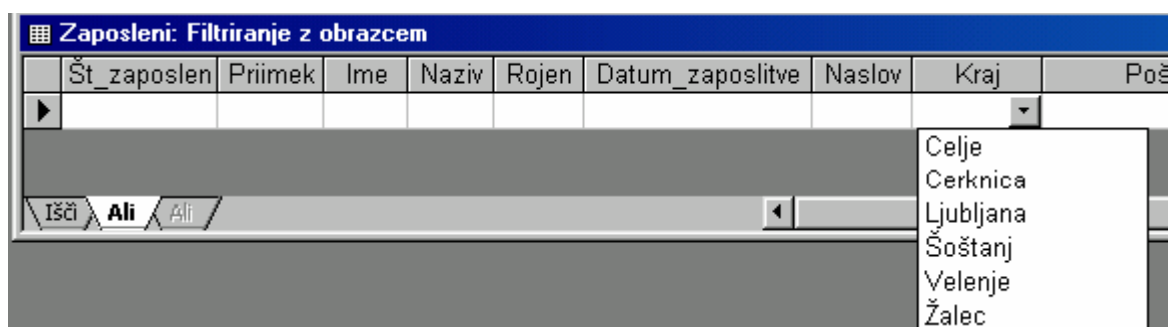 Zaposleni: Filtriranje z obrazcem
Št_zaposlen Priimek Ime Naziv Rojen Datum_zaposlitve Naslov Kraj Poš
Celje
Cerknica
Išči Ali Ali Ljubljana
Šoštanj
Velenje
Žalec